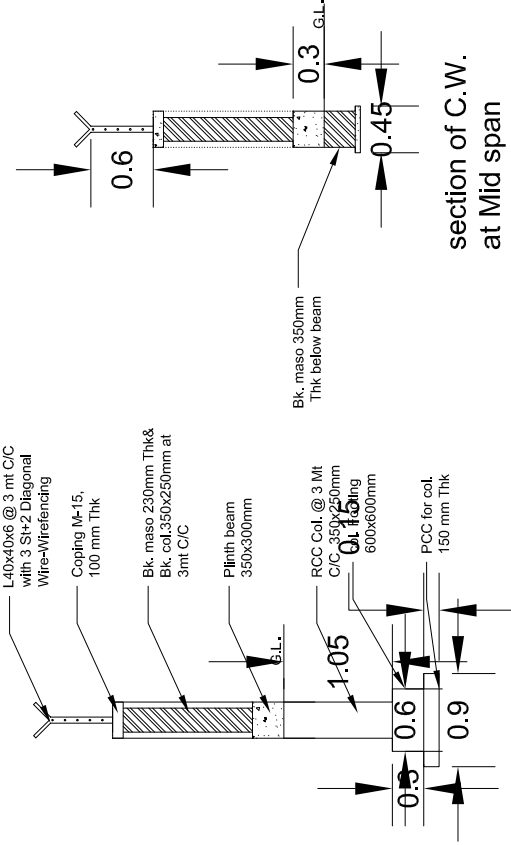 L40x40x6 @ 3 mt C/C
with 3 St+2 Diagonal
Wire-Wirefencing
Coping M-15,
100 mm Thk
Bk. maso 230mm Thk&
Bk. col.350x250mm at
3mt C/C
Plinth beam
350x300mm
RCC Col. @ 3 Mt
C/C, 350x250mm
col. Footing
600x600mm
PCC for col.
150 mm Thk
0.15
G.L.
1.05
0.6
0.9
0.3
0.6
0.3
G.L.
0.45
Bk. maso 350mm
Thk below beam
section of C.W.
at Mid span